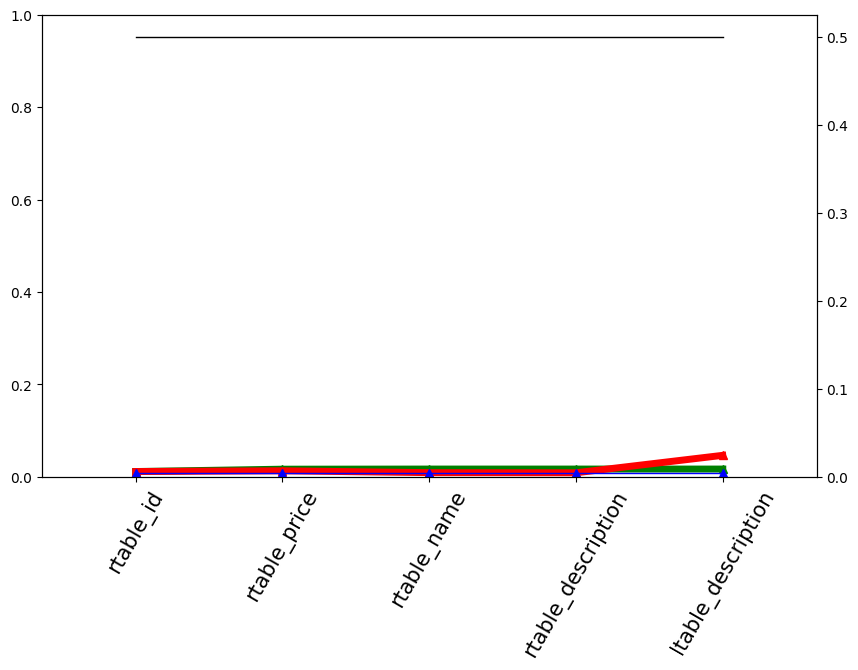 1.0
0.8
0.6
0.4
0.2
0.0
0.5
0.4
0.3
0.2
0.1
0.0
rtable_id
rtable_price
rtable_name
rtable_description
ltable_description